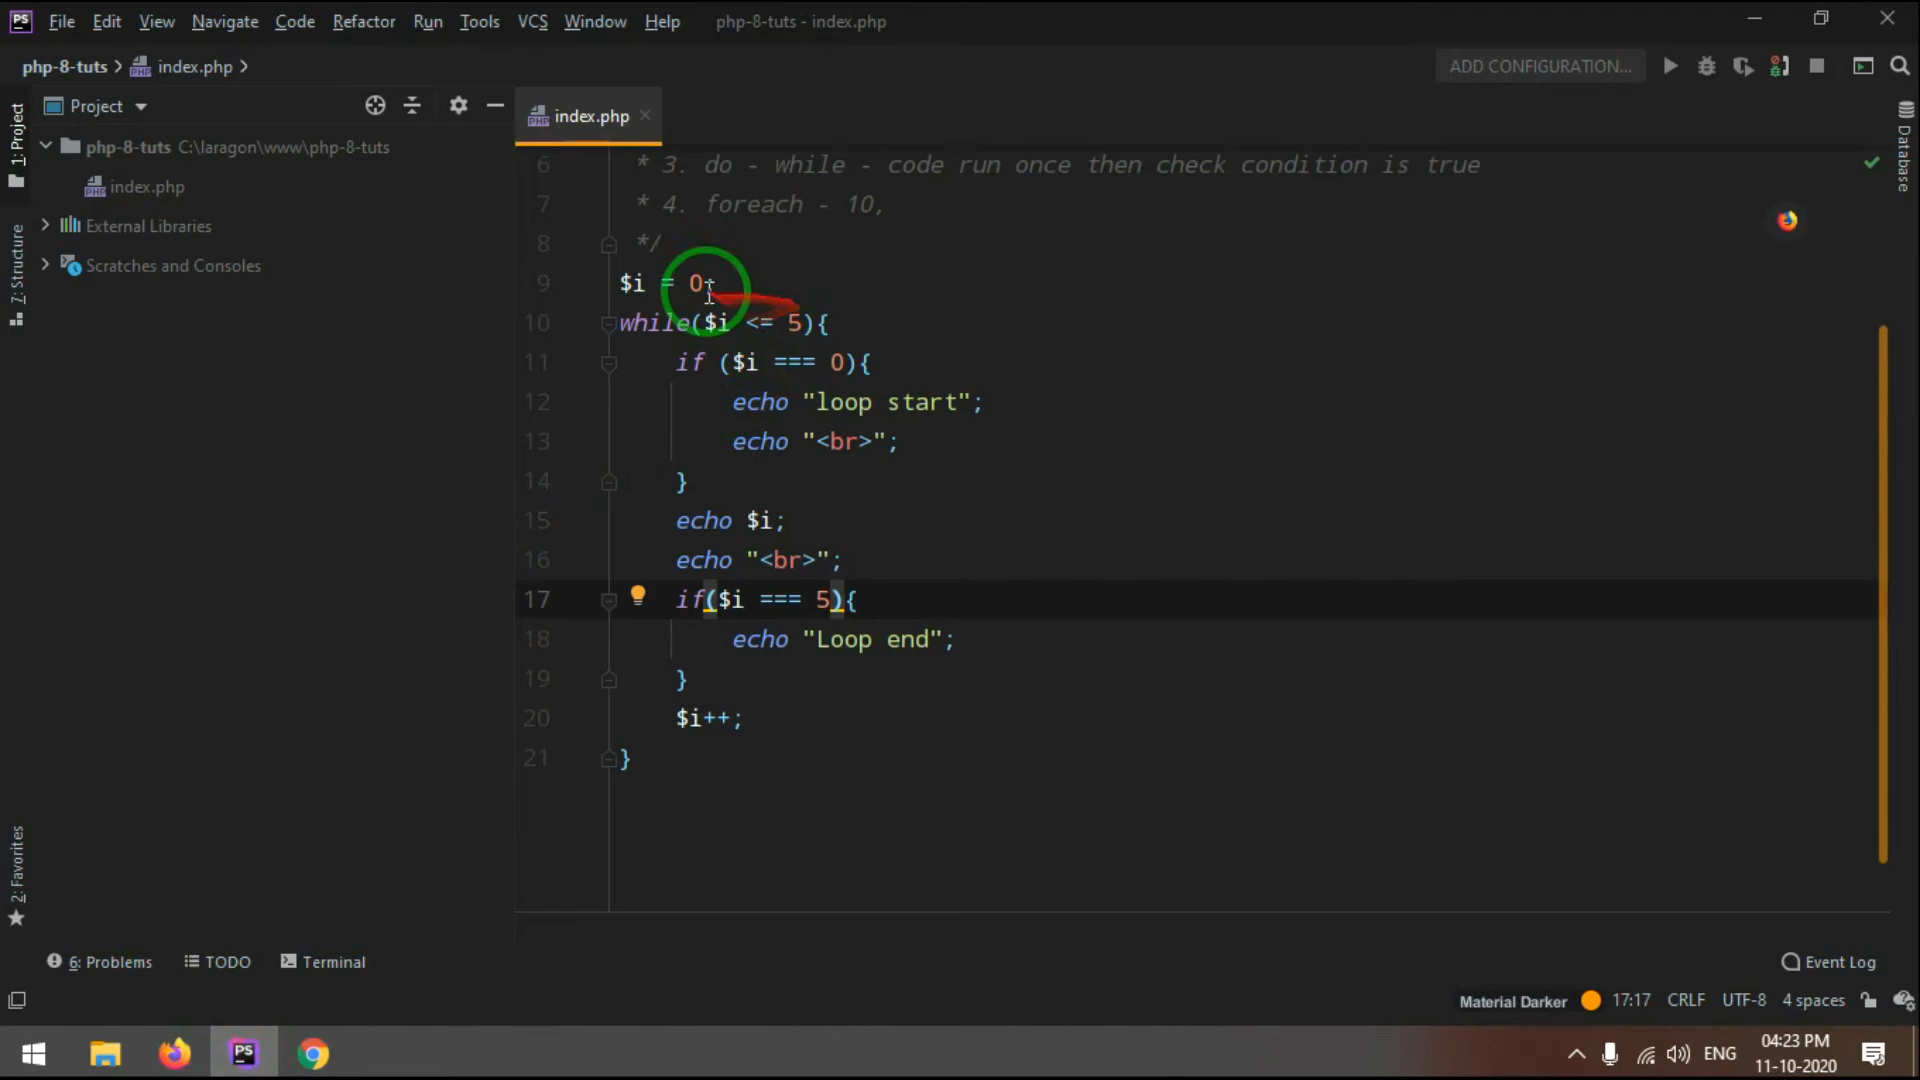 PS File Edit View Navigate Code Refactor Run Tools VCS Window Help php-8-tuts - index.php
php-8-tuts index.php ADD CONFIGURATION...
1: Project
Project
index.php
php-8-tuts C:\laragon\www\php-8-tuts
index.php
External Libraries
Scratches and Consoles
7: Structure
2: Favorites
Database
6 * 3. do - while - code run once then check condition is true
7 * 4. foreach - 10,
8 */
9 $i = 0;
10 while($i <= 5){
11 if ($i === 0){
12 echo "loop start";
13 echo "<br>";
14 }
15 echo $i;
16 echo "<br>";
17 if($i === 5){
18 echo "Loop end";
19 }
20 $i++;
21 }
6: Problems TODO Terminal Event Log
Material Darker 17:17 CRLF UTF-8 4 spaces
PS ENG 04:23 PM
11-10-2020